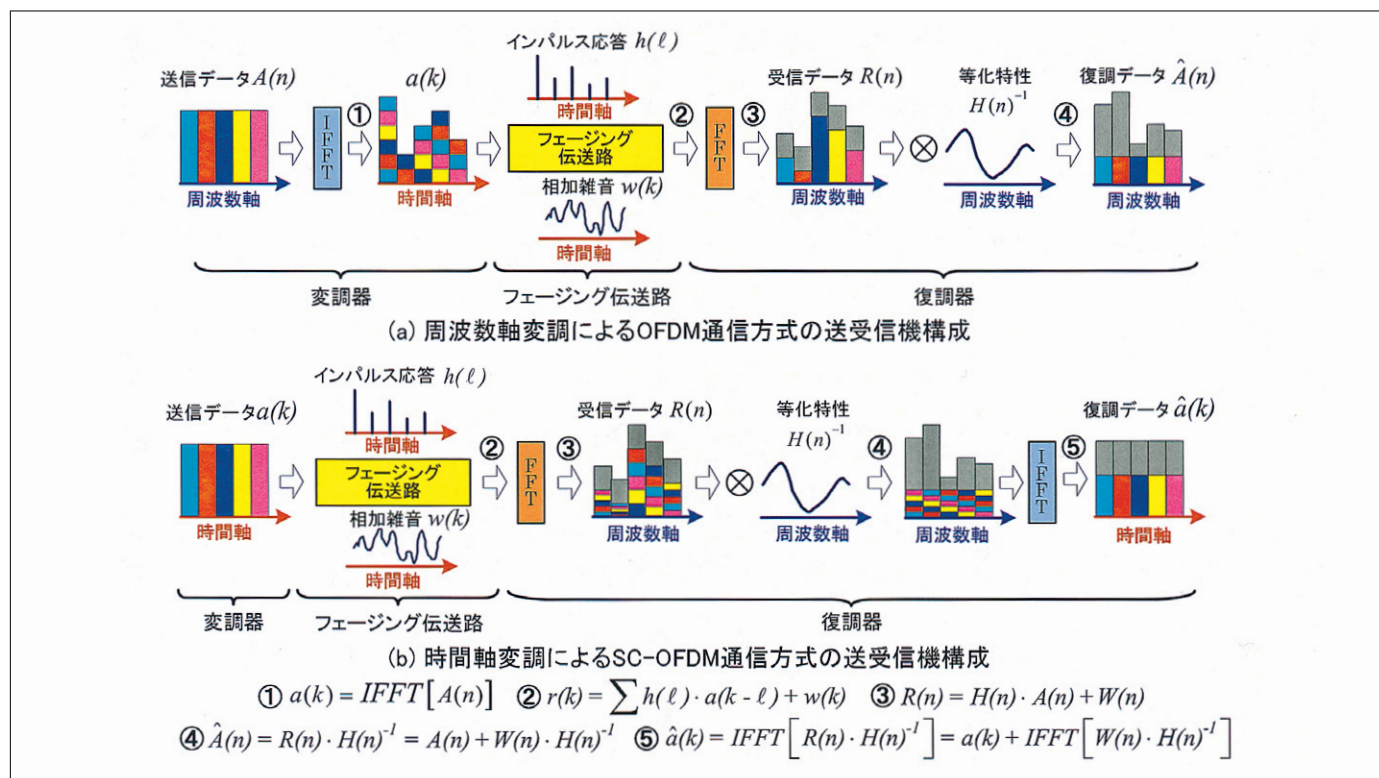 インパルス応答 h(ℓ)
送信データ A(n)
a(k)
時間軸
受信データ R(n)
等化特性
H(n)⁻¹
復調データ Â(n)
①
IFFT
フェージング
伝送路
②
FFT
③
⊗
④
周波数軸
時間軸
相加雑音 w(k)
時間軸
周波数軸
周波数軸
周波数軸
変調器
フェージング伝送路
復調器
(a) 周波数軸変調によるOFDM通信方式の送受信機構成
インパルス応答 h(ℓ)
送信データa(k)
時間軸
受信データ R(n)
等化特性
H(n)⁻¹
復調データ â(k)
フェージング
伝送路
②
FFT
③
⊗
④
IFFT
⑤
時間軸
相加雑音 w(k)
時間軸
周波数軸
周波数軸
周波数軸
時間軸
変調器
フェージング伝送路
復調器
(b) 時間軸変調によるSC-OFDM通信方式の送受信機構成
① a(k) = IFFT[A(n)] ② r(k) = ∑ h(ℓ)・a(k - ℓ) + w(k) ③ R(n) = H(n)・A(n) + W(n)
④ Â(n) = R(n)・H(n)⁻¹ = A(n) + W(n)・H(n)⁻¹ ⑤ â(k) = IFFT[R(n)・H(n)⁻¹] = a(k) + IFFT[W(n)・H(n)⁻¹]